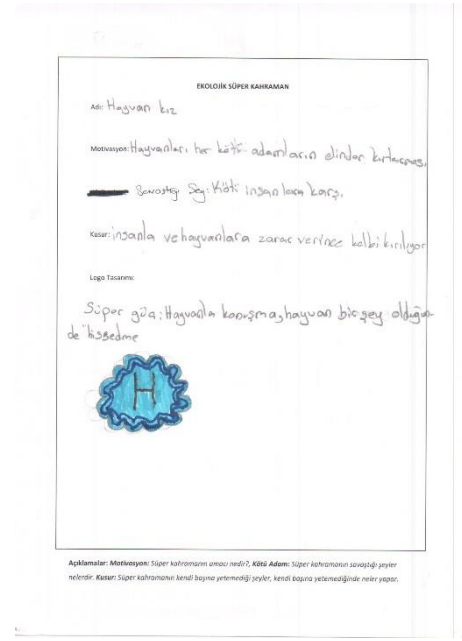 EKOLOJİK SÜPER KAHRAMAN
Adı: Hayvan kız
Motivasyon: Hayvanları her kötü adamların elinden kurtarmas,
Savaştığı Şey: Kötü insanlara karşı.
Kusur: insanla ve hayvanlara zarar verince kalbi kırılıyor
Logo Tasarımı:
Süper güç: Hayvanla konuşma, hayvan bir şey olduğun-
de hissedme
H
Açıklamalar: Motivasyon: Süper kahramanın amacı nedir?, Kötü Adam: Süper kahramanın savaştığı şeyler
nelerdir. Kusur: Süper kahramanın kendi başına yetemediği şeyler, kendi başına yetemediğinde neler yapar.